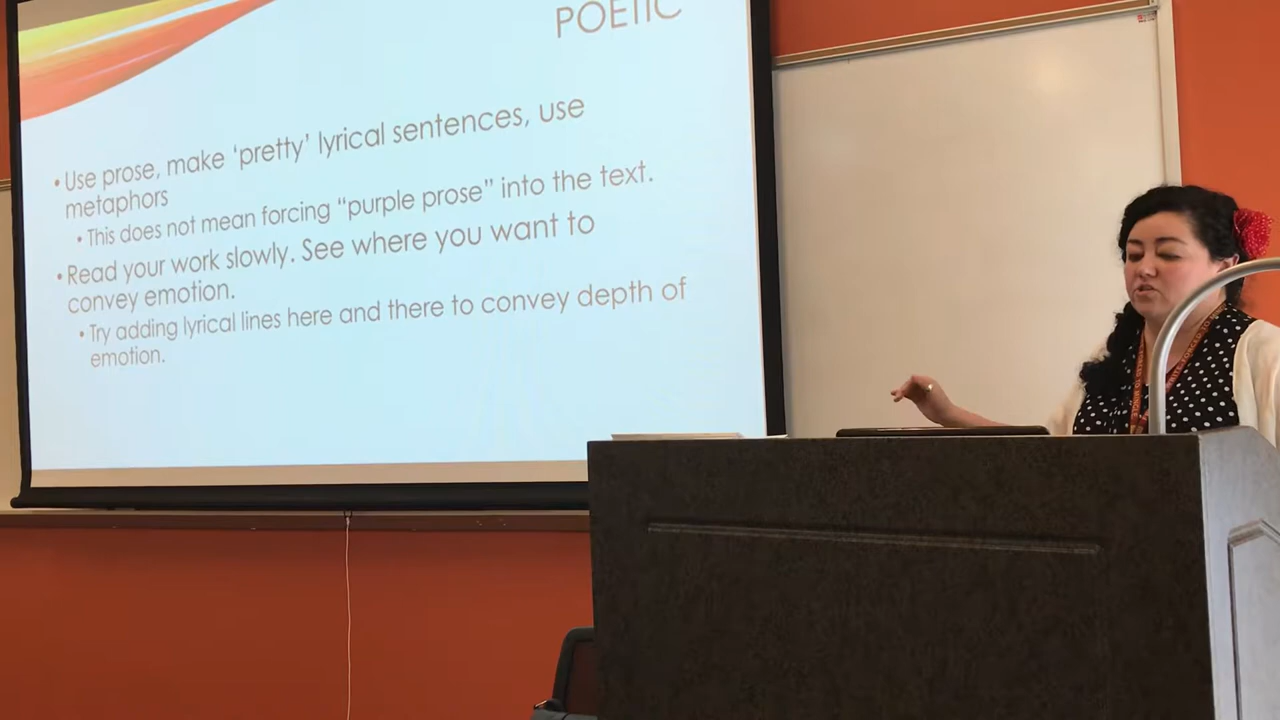 POETIC
• Use prose, make ‘pretty’ lyrical sentences, use
metaphors
• This does not mean forcing “purple prose” into the text.
• Read your work slowly. See where you want to
convey emotion.
• Try adding lyrical lines here and there to convey depth of
emotion.